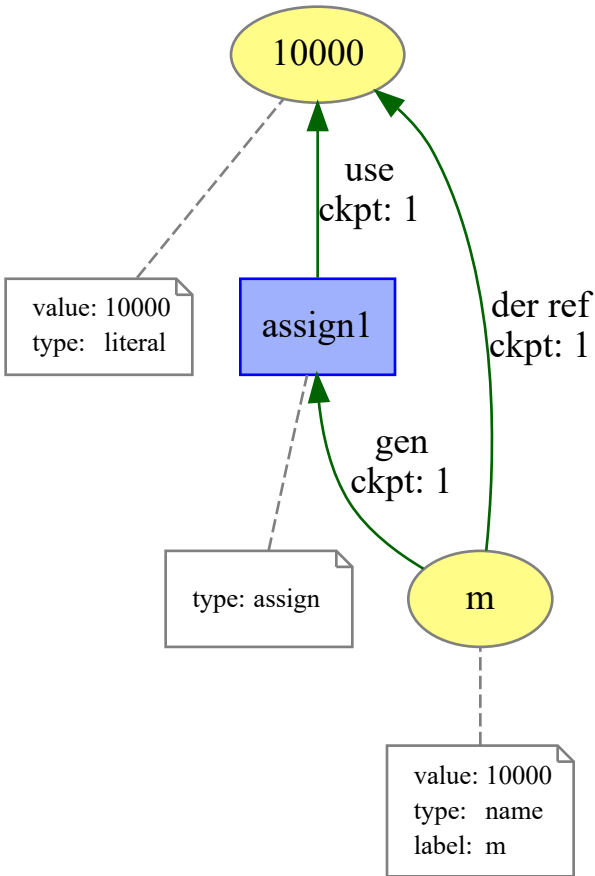 10000
use
ckpt: 1
value: 10000
type: literal
assign1
der ref
ckpt: 1
gen
ckpt: 1
type: assign
m
value: 10000
type: name
label: m